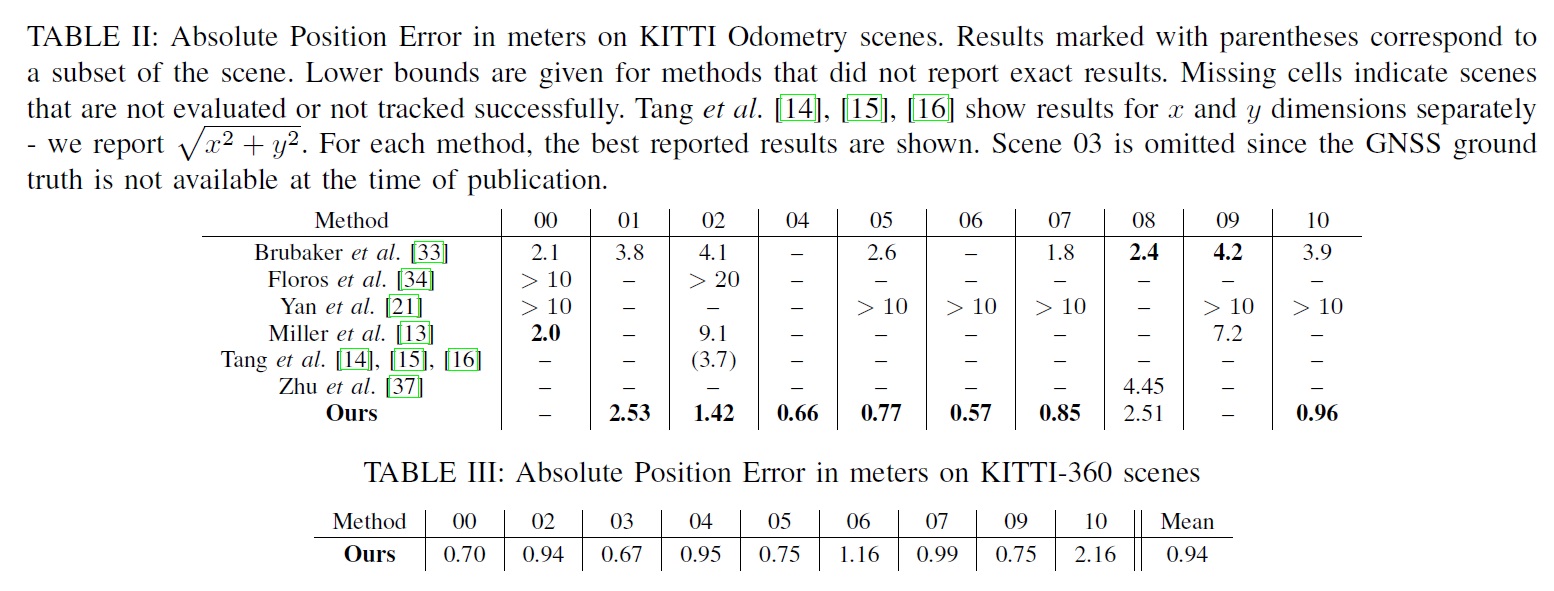 TABLE II: Absolute Position Error in meters on KITTI Odometry scenes. Results marked with parentheses correspond to
a subset of the scene. Lower bounds are given for methods that did not report exact results. Missing cells indicate scenes
that are not evaluated or not tracked successfully. Tang et al. [14], [15], [16] show results for x and y dimensions separately
- we report √x² + y². For each method, the best reported results are shown. Scene 03 is omitted since the GNSS ground
truth is not available at the time of publication.
Method 00 01 02 04 05 06 07 08 09 10
Brubaker et al. [33] 2.1 3.8 4.1 – 2.6 – 1.8 2.4 4.2 3.9
Floros et al. [34] > 10 – > 20 – – – – – – –
Yan et al. [21] > 10 – – – > 10 > 10 > 10 – > 10 > 10
Miller et al. [13] 2.0 – 9.1 – – – – – 7.2 –
Tang et al. [14], [15], [16] – – (3.7) – – – – – – –
Zhu et al. [37] – – – – – – – 4.45 – –
Ours – 2.53 1.42 0.66 0.77 0.57 0.85 2.51 – 0.96
TABLE III: Absolute Position Error in meters on KITTI-360 scenes
Method 00 02 03 04 05 06 07 09 10 Mean
Ours 0.70 0.94 0.67 0.95 0.75 1.16 0.99 0.75 2.16 0.94